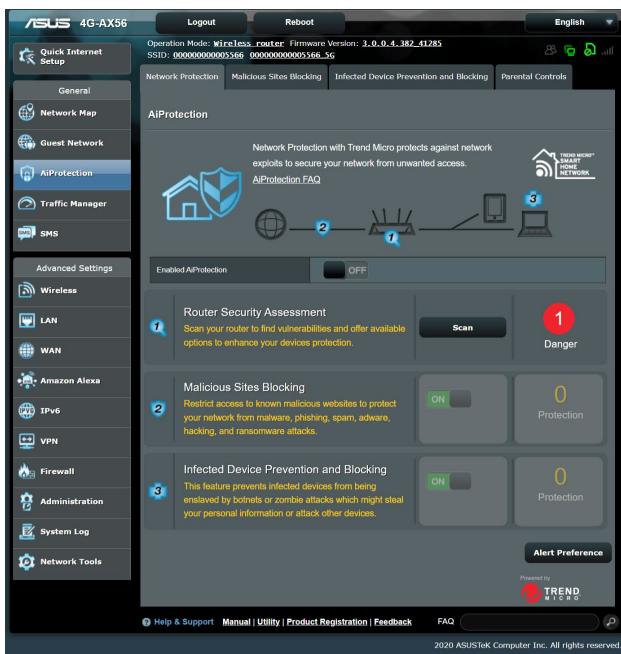 ASUS 4G-AX56 Logout Reboot English
Quick Internet
Setup
General
Network Map
Guest Network
AiProtection
Traffic Manager
SMS
SMS
Advanced Settings
Wireless
LAN
WAN
Amazon Alexa
IPV6
IPv6
VPN
Firewall
Administration
System Log
Network Tools
Operation Mode: Wireless router Firmware Version: 3.0.0.4.382_41285
SSID: 00000000005566 00000000005566_5G
Network Protection Malicious Sites Blocking Infected Device Prevention and Blocking Parental Controls
AiProtection
Network Protection with Trend Micro protects against network
exploits to secure your network from unwanted access.
AiProtection FAQ
TREND MICRO™
SMART
HOME
NETWORK
3
2
1
Enabled AiProtection OFF
1
Router Security Assessment
Scan your router to find vulnerabilities and offer available
options to enhance your devices protection.
Scan
1
Danger
2
Malicious Sites Blocking
Restrict access to known malicious websites to protect
your network from malware, phishing, spam, adware,
hacking, and ransomware attacks.
ON
0
Protection
3
Infected Device Prevention and Blocking
This feature prevents infected devices from being
enslaved by botnets or zombie attacks which might steal
your personal information or attack other devices.
ON
0
Protection
Alert Preference
Powered by
TREND
MICRO
Help & Support Manual | Utility | Product Registration | Feedback FAQ
2020 ASUSTeK Computer Inc. All rights reserved.